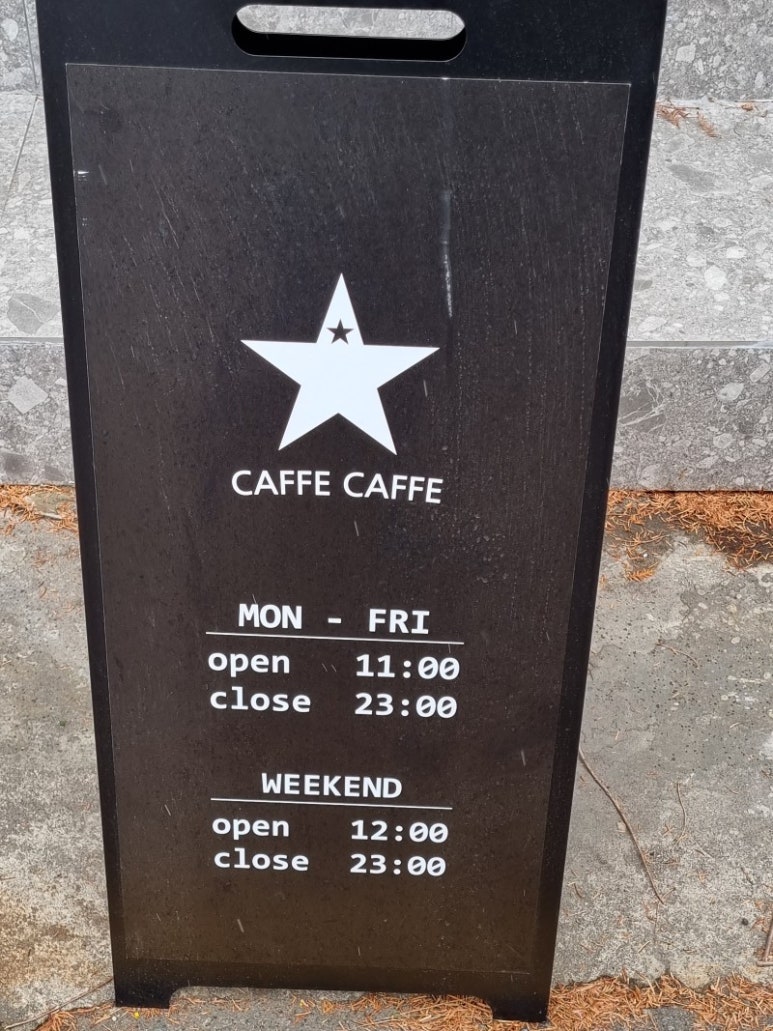 CAFFE CAFFE
MON - FRI
open 11:00
close 23:00
WEEKEND
open 12:00
close 23:00